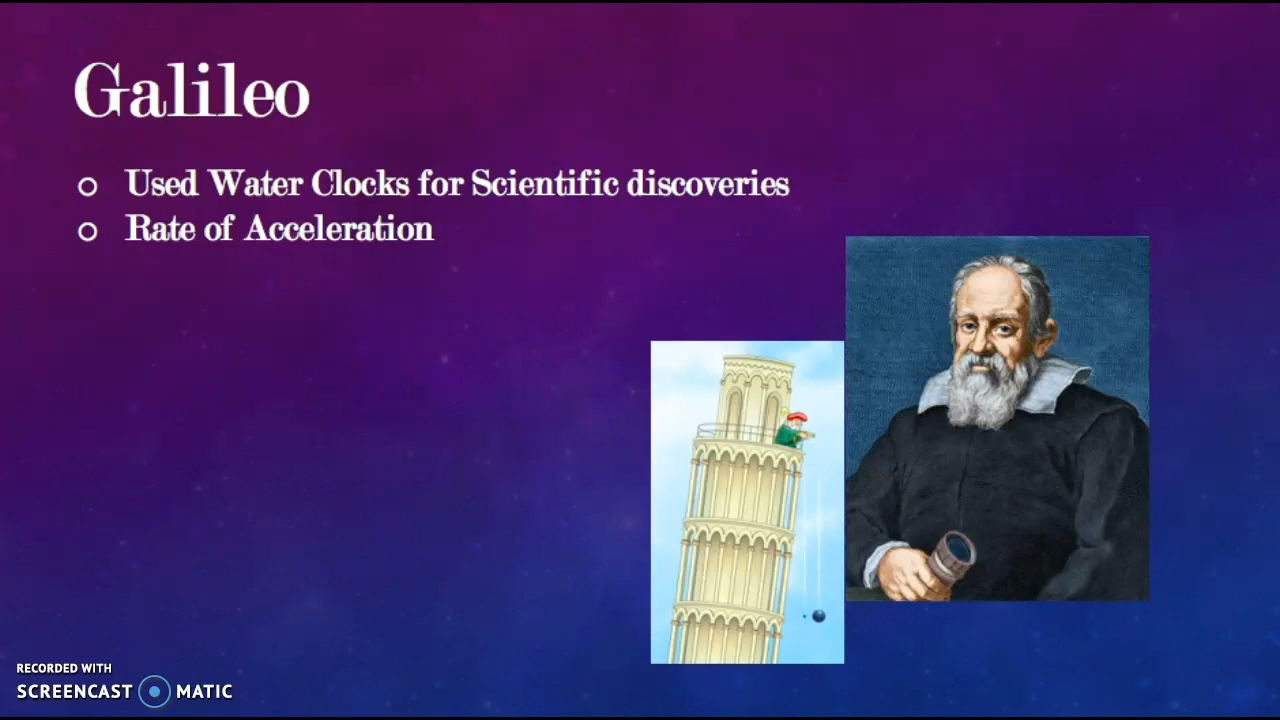 Galileo
Used Water Clocks for Scientific discoveries
Rate of Acceleration
RECORDED WITH
SCREENCAST MATIC